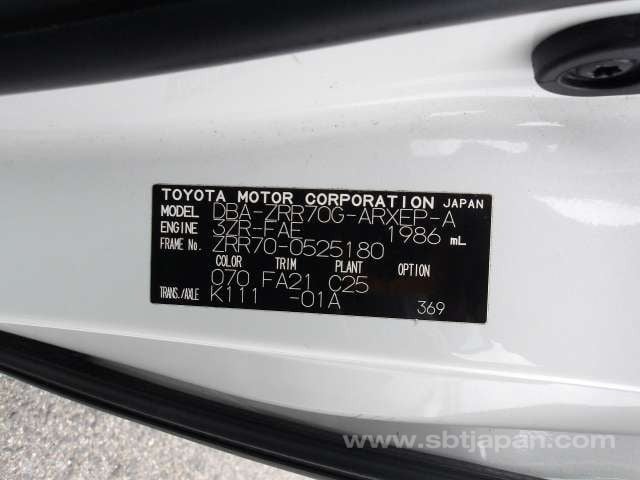 TOYOTA MOTOR CORPORATION JAPAN
MODEL DBA-ZRR70G-ARXEP-A
ENGINE 3ZR-FAE 1986 mL
FRAME NO. ZRR70-0525180
COLOR TRIM PLANT OPTION
070 FA21 C25
TRANS./AXLE K111 -01A 369
www.sbtjapan.com